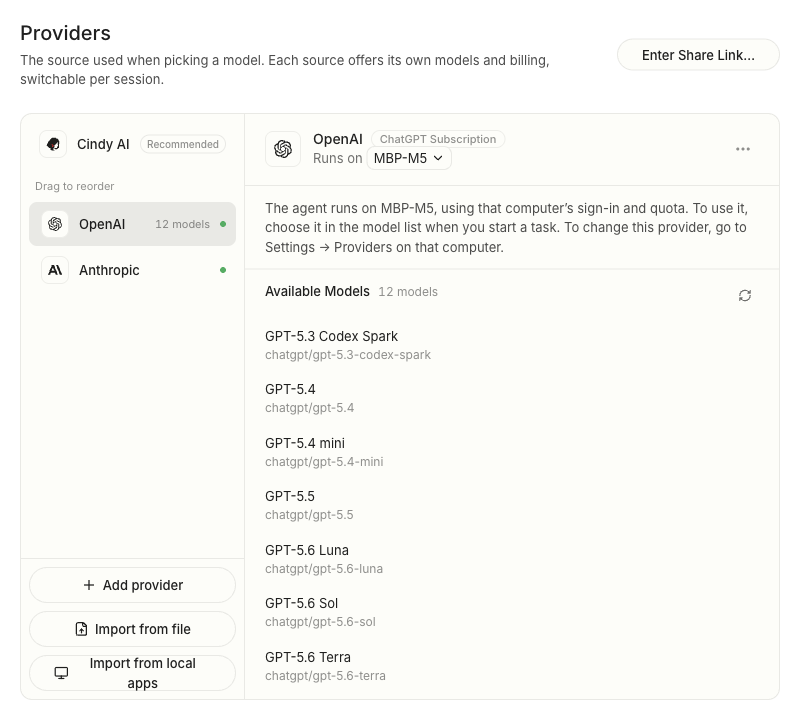 Providers
The source used when picking a model. Each source offers its own models and billing,
switchable per session.
Enter Share Link...
Cindy AI
Recommended
Drag to reorder
OpenAI
12 models
Anthropic
Add provider
Import from file
Import from local
apps
OpenAI
ChatGPT Subscription
Runs on MBP-M5
The agent runs on MBP-M5, using that computer’s sign-in and quota. To use it,
choose it in the model list when you start a task. To change this provider, go to
Settings → Providers on that computer.
Available Models 12 models
GPT-5.3 Codex Spark
chatgpt/gpt-5.3-codex-spark
GPT-5.4
chatgpt/gpt-5.4
GPT-5.4 mini
chatgpt/gpt-5.4-mini
GPT-5.5
chatgpt/gpt-5.5
GPT-5.6 Luna
chatgpt/gpt-5.6-luna
GPT-5.6 Sol
chatgpt/gpt-5.6-sol
GPT-5.6 Terra
chatgpt/gpt-5.6-terra